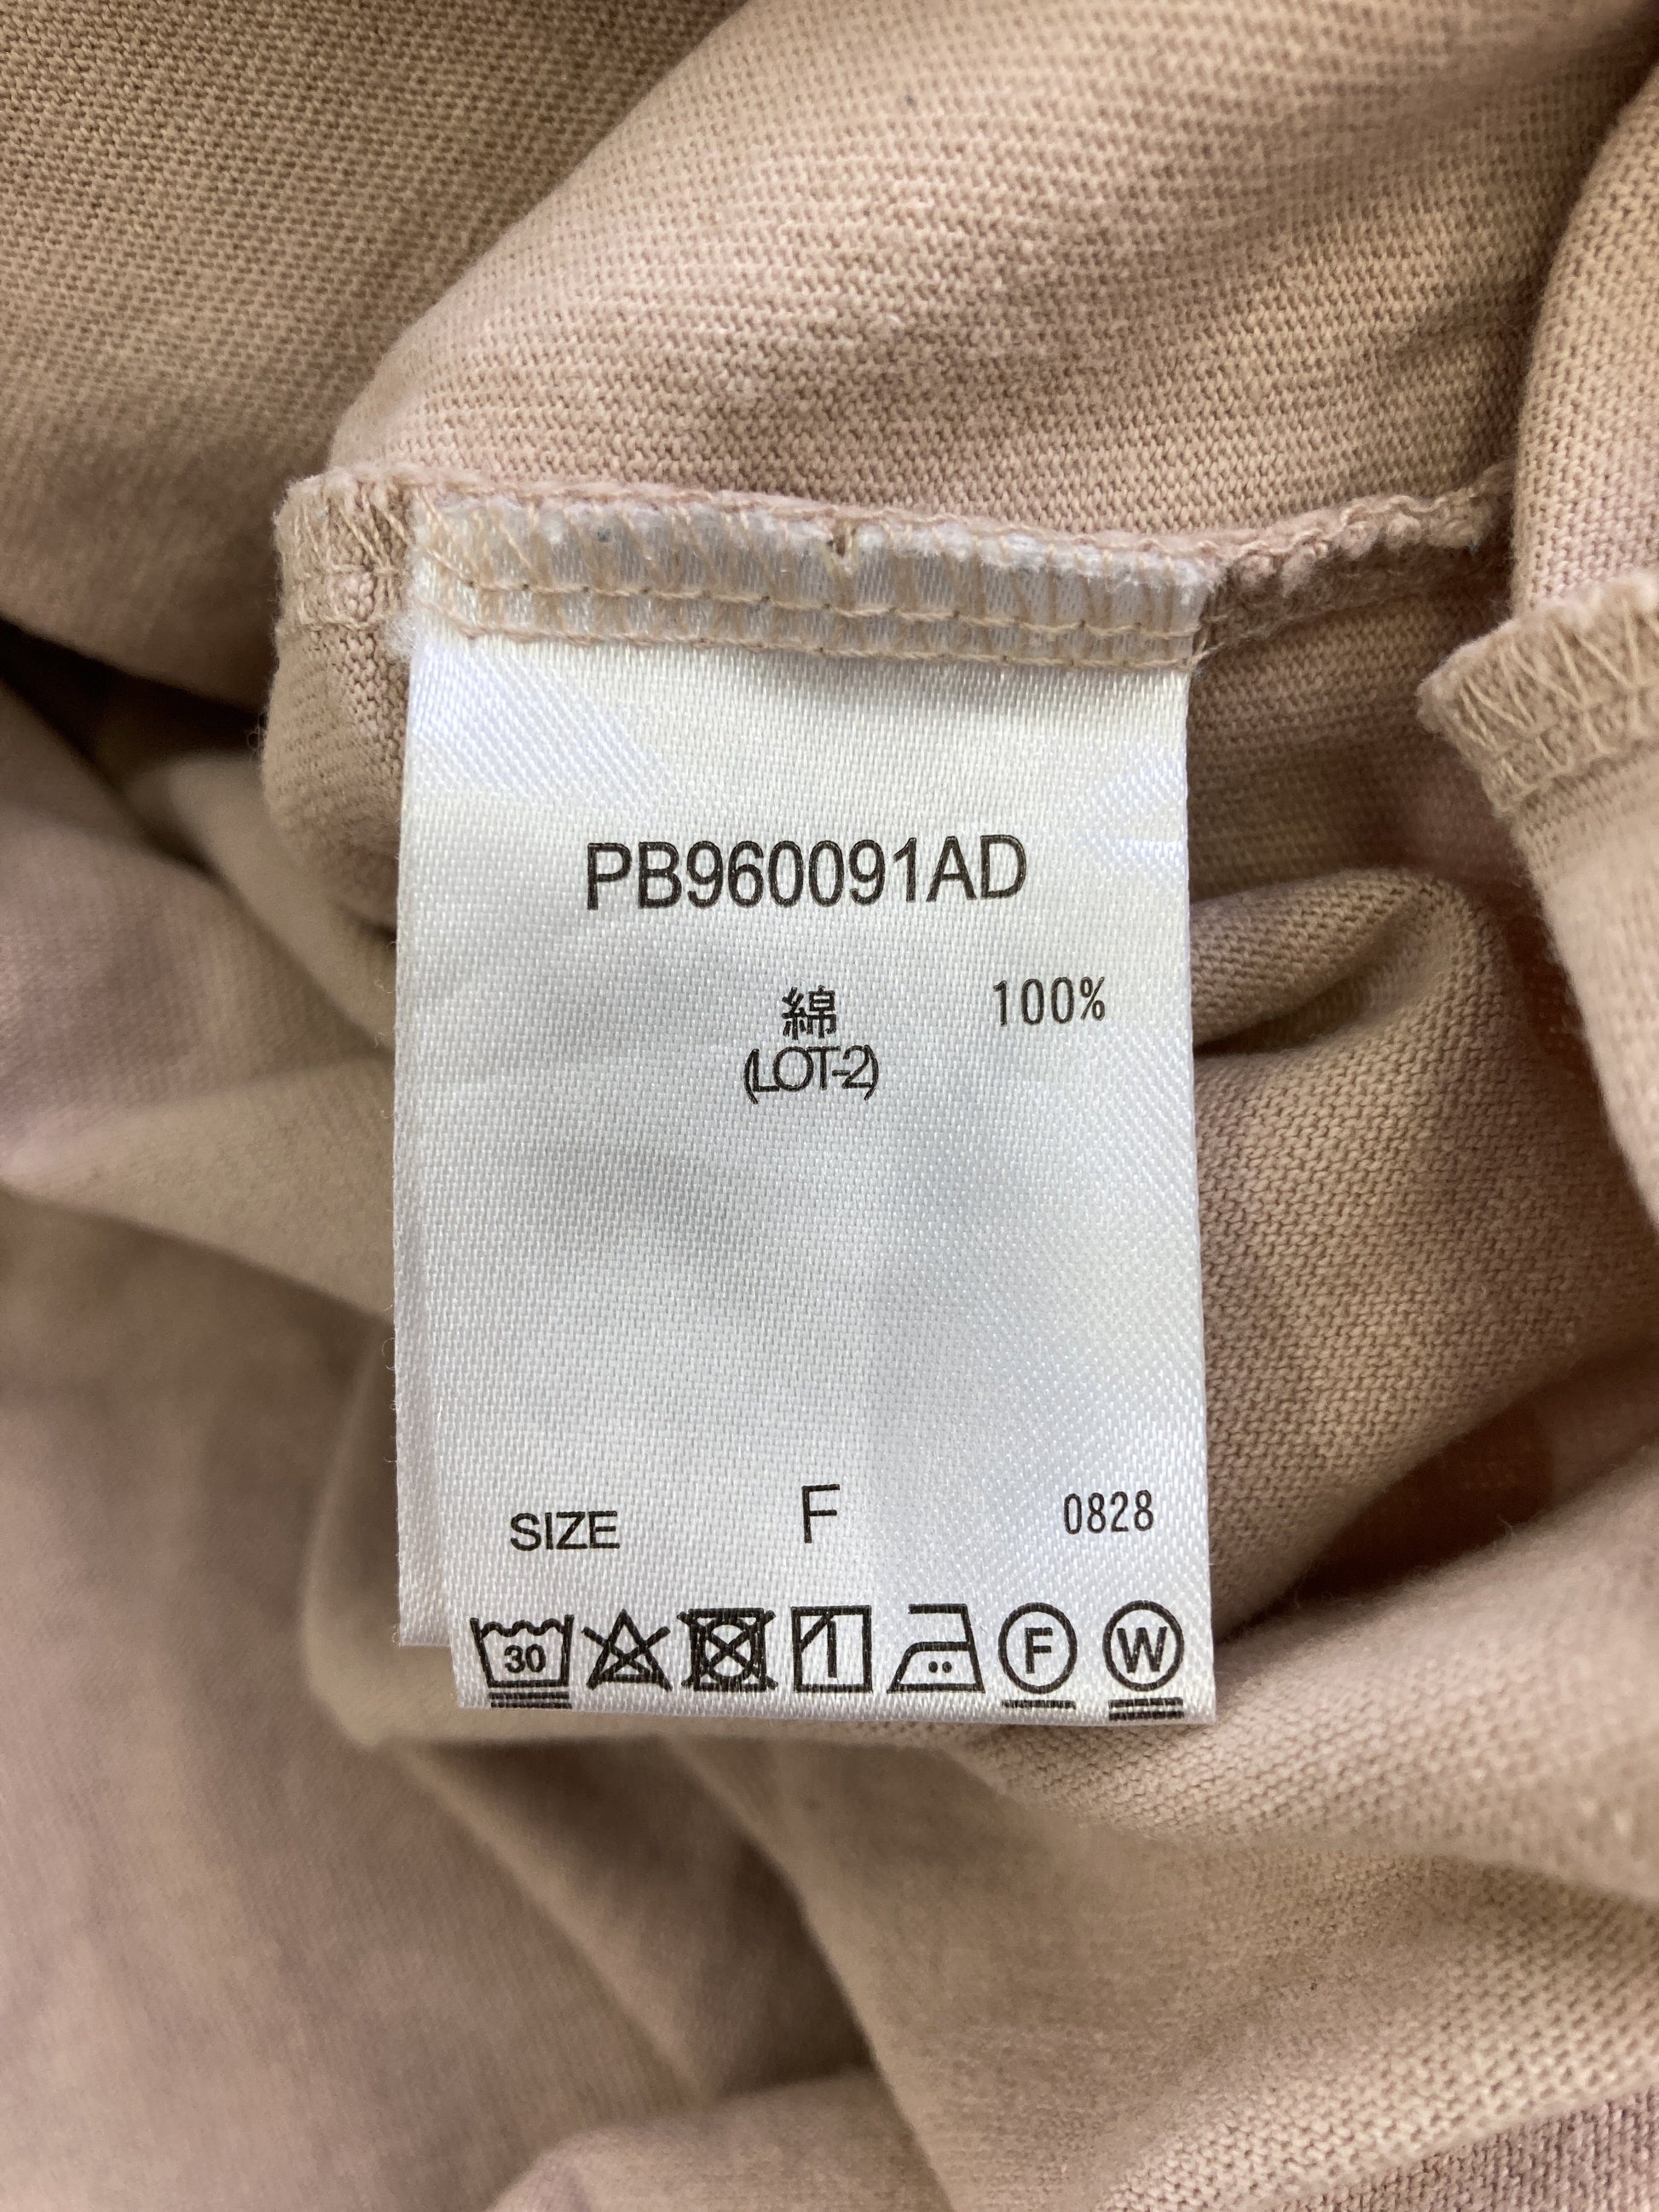 PB960091AD
綿 100%
(LOT-2)
SIZE F 0828
30 F W